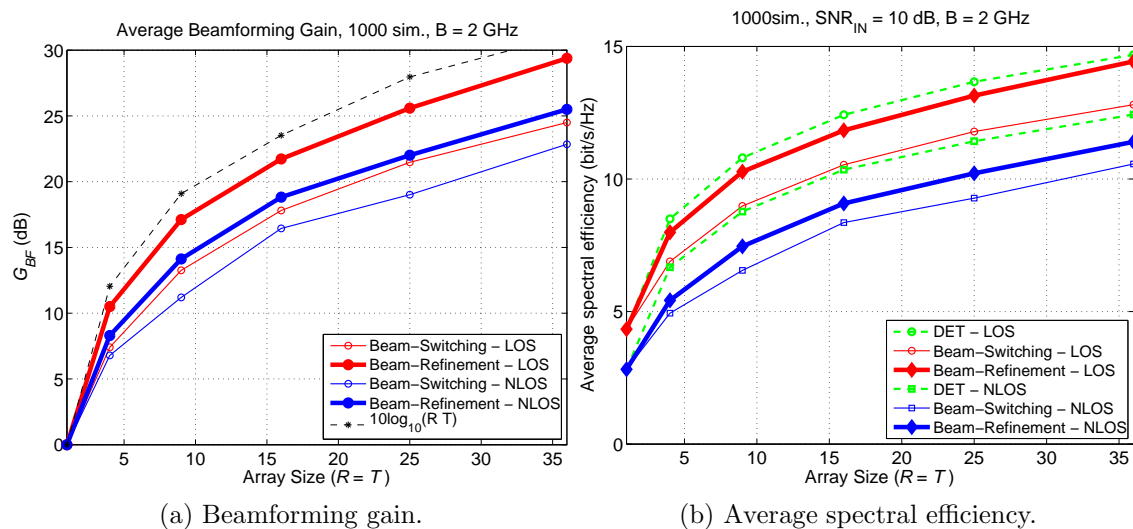 Average Beamforming Gain, 1000 sim., B = 2 GHz
30
25
20
15
10
5
0
G_BF (dB)
5 10 15 20 25 30 35
Array Size (R = T)
Beam−Switching − LOS
Beam−Refinement − LOS
Beam−Switching − NLOS
Beam−Refinement − NLOS
10log_10(R T)
(a) Beamforming gain.
1000sim., SNR_IN = 10 dB, B = 2 GHz
15
10
5
0
Average spectral efficiency (bit/s/Hz)
5 10 15 20 25 30 35
Array Size (R = T)
DET − LOS
Beam−Switching − LOS
Beam−Refinement − LOS
DET − NLOS
Beam−Switching − NLOS
Beam−Refinement − NLOS
(b) Average spectral efficiency.